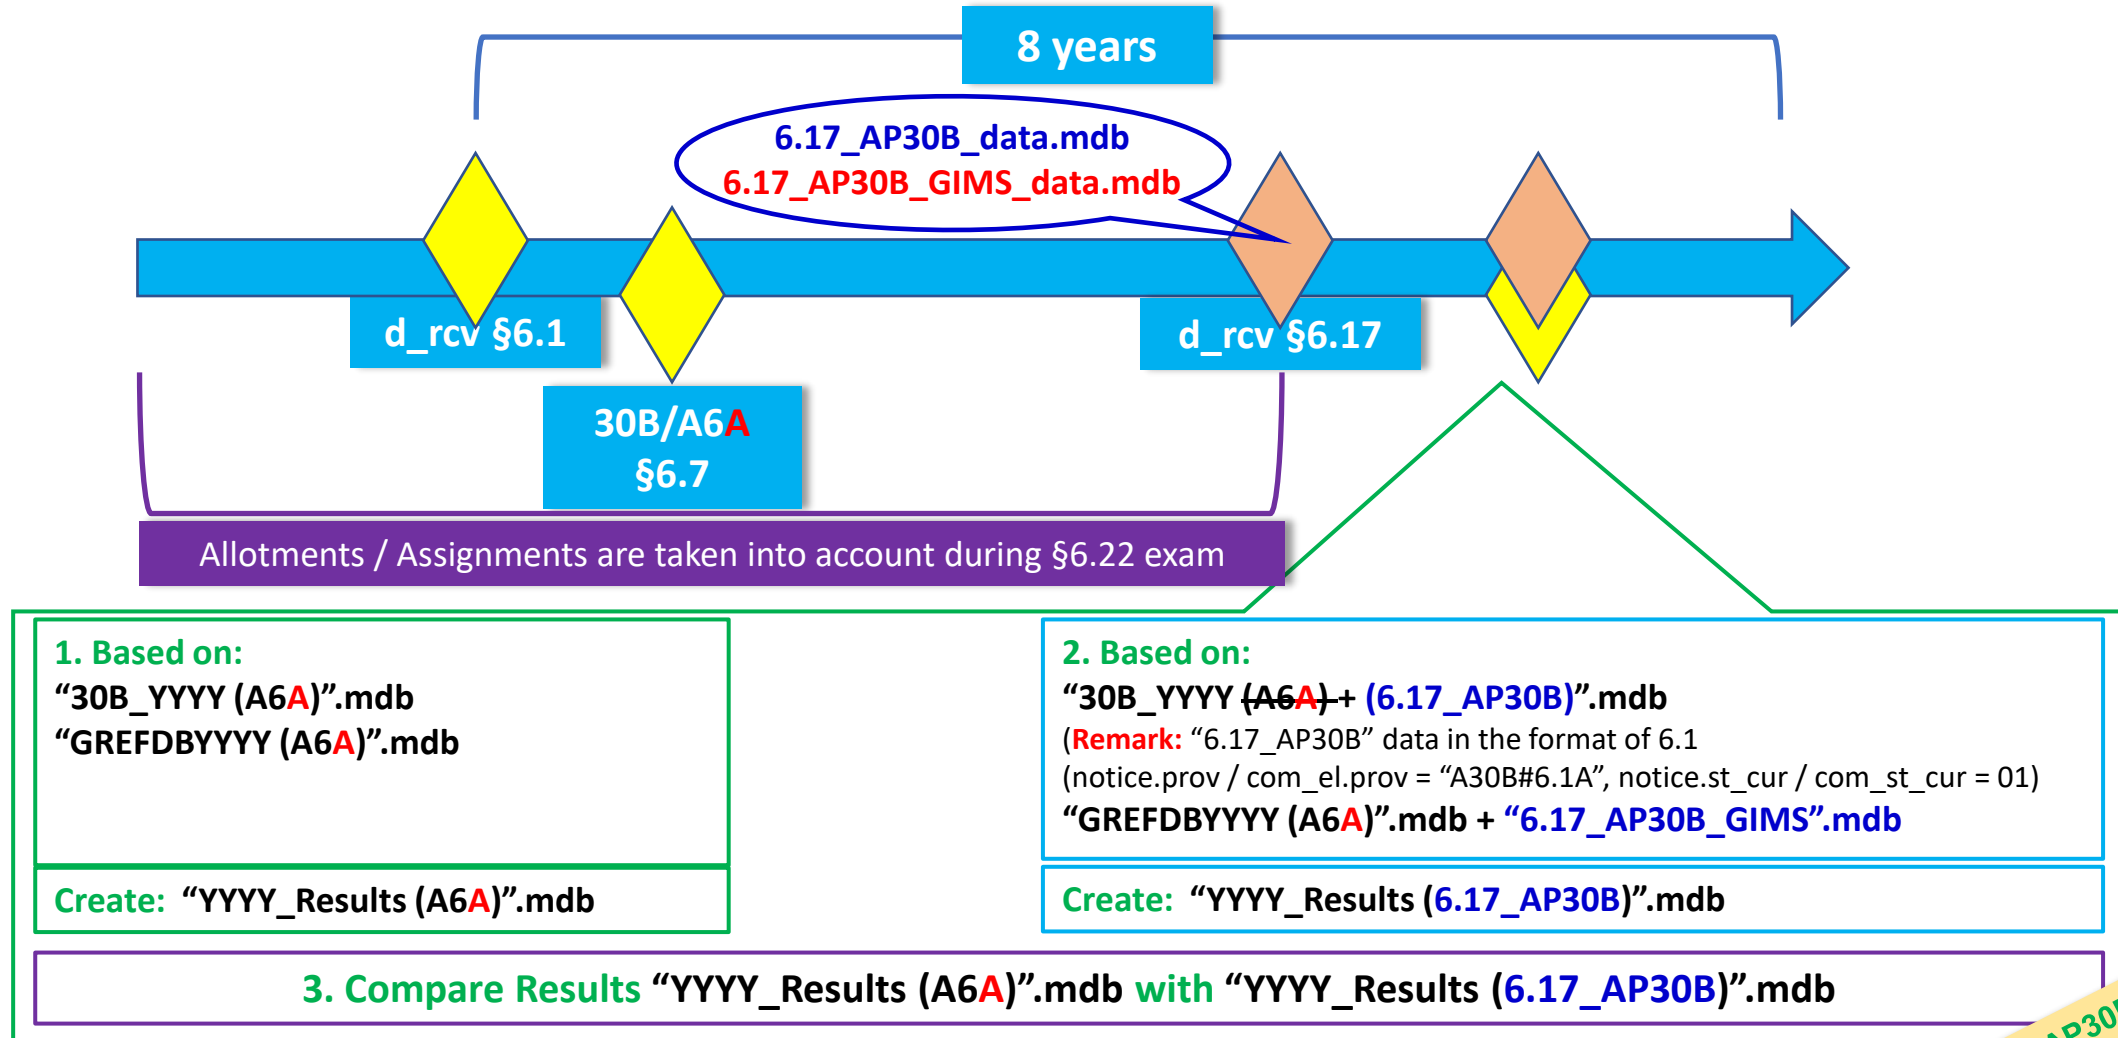 8 years
6.17_AP30B_data.mdb
6.17_AP30B_GIMS_data.mdb
d_rcv §6.1
d_rcv §6.17
30B/A6A
§6.7
Allotments / Assignments are taken into account during §6.22 exam
1. Based on:
“30B_YYYY (A6A)”.mdb
“GREFDBYYYY (A6A)”.mdb
Create: “YYYY_Results (A6A)”.mdb
2. Based on:
“30B_YYYY (A6A) + (6.17_AP30B)”.mdb
(Remark: “6.17_AP30B” data in the format of 6.1
(notice.prov / com_el.prov = “A30B#6.1A”, notice.st_cur / com_st_cur = 01)
“GREFDBYYYY (A6A)”.mdb + “6.17_AP30B_GIMS”.mdb
Create: “YYYY_Results (6.17_AP30B)”.mdb
3. Compare Results “YYYY_Results (A6A)”.mdb with “YYYY_Results (6.17_AP30B)”.mdb